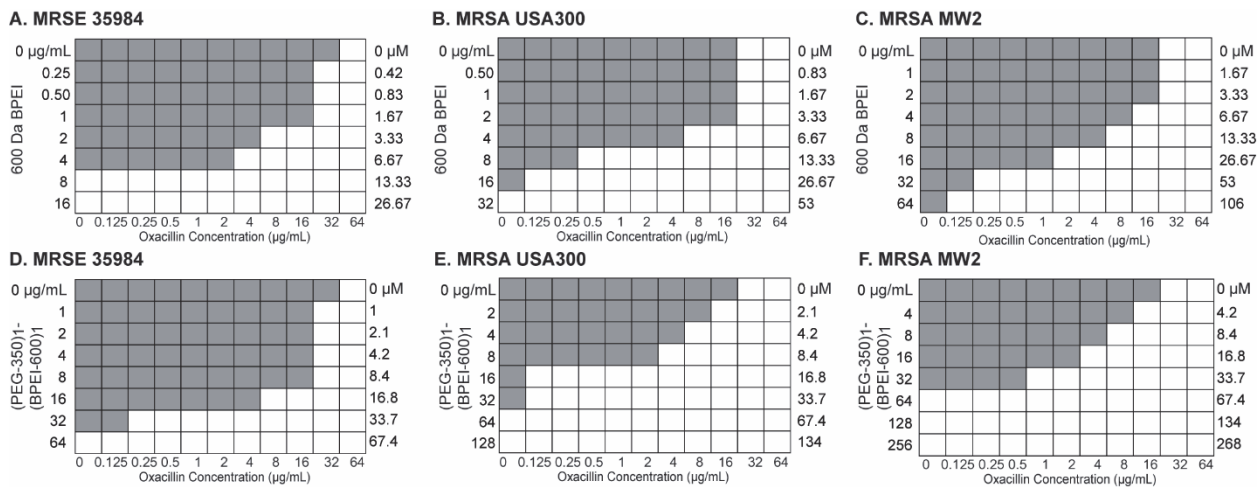 A. MRSE 35984
0 µg/mL
0.25
0.50
1
2
4
8
16
600 Da BPEI
0 µM
0.42
0.83
1.67
3.33
6.67
13.33
26.67
0 0.125 0.25 0.5 1 2 4 8 16 32 64
Oxacillin Concentration (µg/mL)
B. MRSA USA300
0 µg/mL
0.50
1
2
4
8
16
32
600 Da BPEI
0 µM
0.83
1.67
3.33
6.67
13.33
26.67
53
0 0.125 0.25 0.5 1 2 4 8 16 32 64
Oxacillin Concentration (µg/mL)
C. MRSA MW2
0 µg/mL
1
2
4
8
16
32
64
600 Da BPEI
0 µM
1.67
3.33
6.67
13.33
26.67
53
106
0 0.125 0.25 0.5 1 2 4 8 16 32 64
Oxacillin Concentration (µg/mL)
D. MRSE 35984
0 µg/mL
1
2
4
8
16
32
64
(PEG-350)1-
(BPEI-600)1
0 µM
1
2.1
4.2
8.4
16.8
33.7
67.4
0 0.125 0.25 0.5 1 2 4 8 16 32 64
Oxacillin Concentration (µg/mL)
E. MRSA USA300
0 µg/mL
2
4
8
16
32
64
128
(PEG-350)1-
(BPEI-600)1
0 µM
2.1
4.2
8.4
16.8
33.7
67.4
134
0 0.125 0.25 0.5 1 2 4 8 16 32 64
Oxacillin Concentration (µg/mL)
F. MRSA MW2
0 µg/mL
4
8
16
32
64
128
256
(PEG-350)1-
(BPEI-600)1
0 µM
4.2
8.4
16.8
33.7
67.4
134
268
0 0.125 0.25 0.5 1 2 4 8 16 32 64
Oxacillin Concentration (µg/mL)